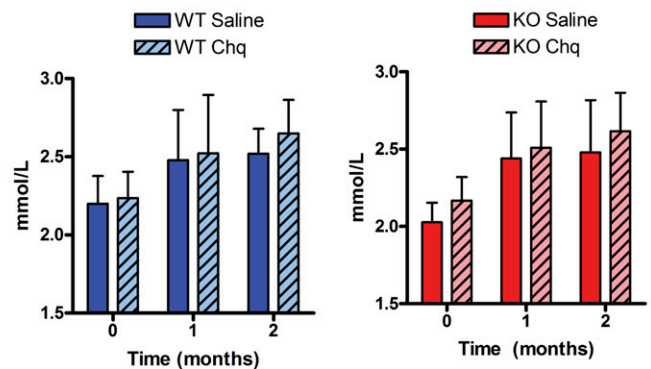 WT Saline
WT Chq
3.0
2.5
2.0
1.5
mmol/L
0 1 2
Time (months)
KO Saline
KO Chq
3.0
2.5
2.0
1.5
mmol/L
0 1 2
Time (months)